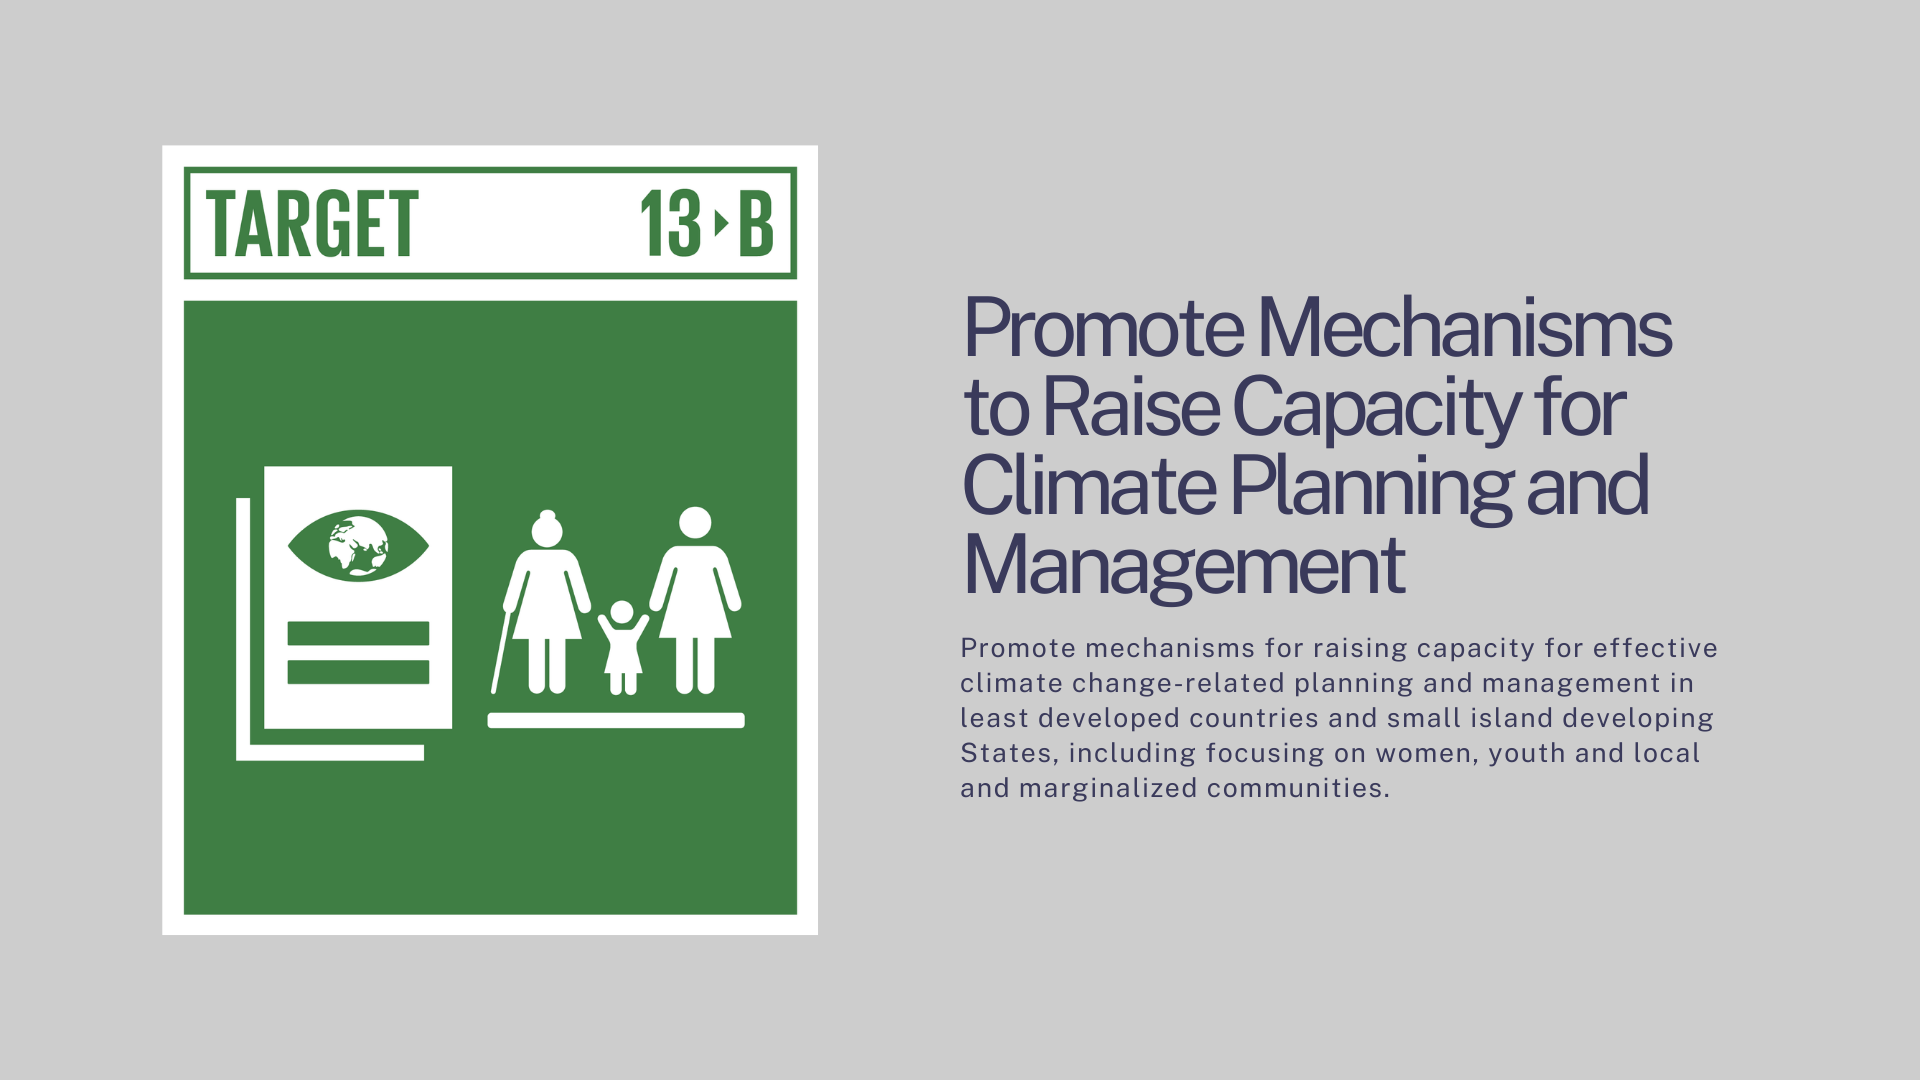 TARGET 13▸B
Promote Mechanisms
to Raise Capacity for
Climate Planning and
Management
Promote mechanisms for raising capacity for effective
climate change-related planning and management in
least developed countries and small island developing
States, including focusing on women, youth and local
and marginalized communities.